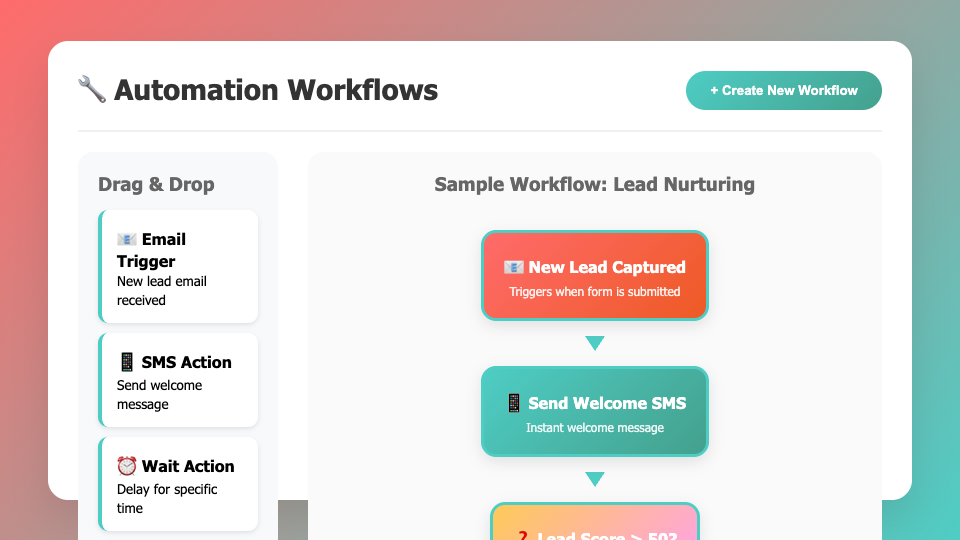 Automation Workflows
+ Create New Workflow
Drag & Drop
Email
Trigger
New lead email
received
SMS Action
Send welcome
message
Wait Action
Delay for specific
time
Sample Workflow: Lead Nurturing
New Lead Captured
Triggers when form is submitted
Send Welcome SMS
Instant welcome message
❓ Lead Score > 50?